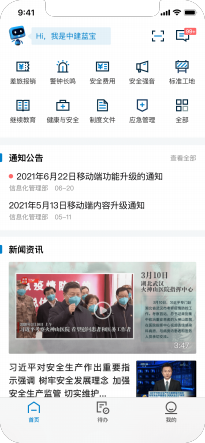 9:41
Hi，我是中建蓝宝
99+
差旅报销
警钟长鸣
安全费用
安全强音
标准工地
继续教育
健康与安全
制度文件
应急管理
全部
通知公告
查看全部
2021年6月22日移动端功能升级的通知
信息化管理部 06-20
2021年5月13日移动端内容升级通知
信息化管理部 05-11
新闻资讯
3月10日
湖北武汉
火神山医院指挥中心
3:47
习近平对安全生产作出重要指
示强调 树牢安全发展理念 加强
安全生产监管 切实维护...
首页
待办
我的